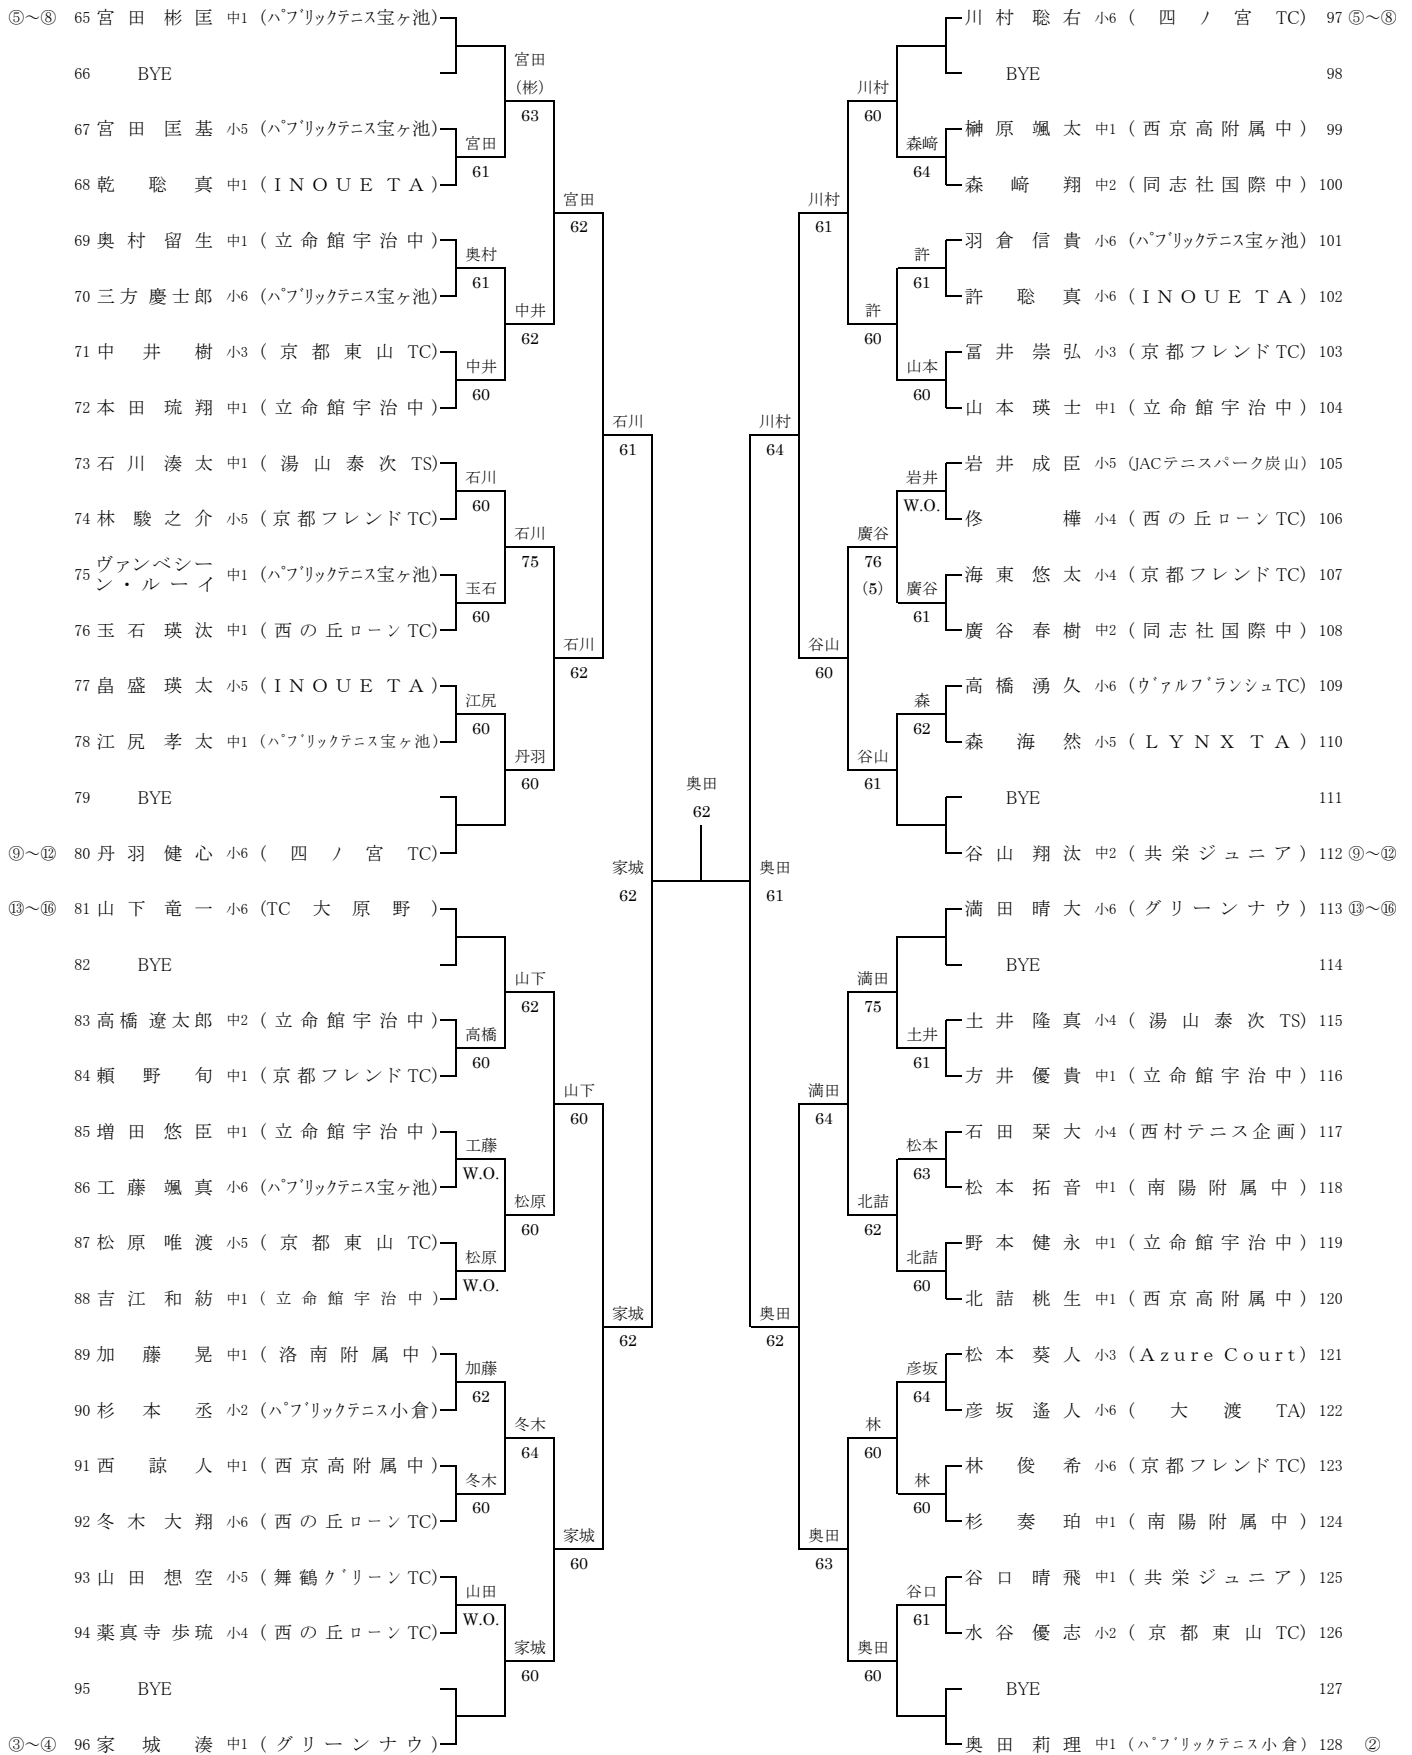 ⑤～⑧ 65 宮田彬匡 中1 (パブリックテニス宝ヶ池)
66 BYE
67 宮田匡基 小5 (パブリックテニス宝ヶ池)
68 乾聡真 中1 (INOUE TA)
69 奥村留生 中1 (立命館宇治中)
70 三方慶士郎 小6 (パブリックテニス宝ヶ池)
71 中井樹 小3 (京都東山TC)
72 本田琉翔 中1 (立命館宇治中)
73 石川湊太 中1 (湯山泰次TS)
74 林駿之介 小5 (京都フレンドTC)
75 ヴァンベシーン・ルーイ 中1 (パブリックテニス宝ヶ池)
76 玉石瑛汰 中1 (西の丘ローンTC)
77 畠盛瑛太 小5 (INOUE TA)
78 江尻孝太 中1 (パブリックテニス宝ヶ池)
79 BYE
⑨～⑫ 80 丹羽健心 小6 (四ノ宮TC)
⑬～⑯ 81 山下竜一 小6 (TC大原野)
82 BYE
83 高橋遼太郎 中2 (立命館宇治中)
84 頼野旬 中1 (京都フレンドTC)
85 増田悠臣 中1 (立命館宇治中)
86 工藤颯真 小6 (パブリックテニス宝ヶ池)
87 松原唯渡 小5 (京都東山TC)
88 吉江和紡 中1 (立命館宇治中)
89 加藤晃 中1 (洛南附属中)
90 杉本丞 小2 (パブリックテニス小倉)
91 西諒人 中1 (西京高附属中)
92 冬木大翔 小6 (西の丘ローンTC)
93 山田想空 小5 (舞鶴グリーンTC)
94 薬真寺歩琉 小4 (西の丘ローンTC)
95 BYE
③～④ 96 家城湊 中1 (グリーンナウ)
宮田
61
奥村
61
中井
60
石川
60
玉石
60
江尻
60
高橋
60
工藤
W.O.
松原
W.O.
加藤
62
冬木
60
山田
W.O.
宮田
(彬)
63
中井
62
石川
75
丹羽
60
山下
62
松原
60
冬木
64
家城
60
宮田
62
石川
62
山下
60
家城
60
石川
61
家城
62
家城
62
奥田
62
奥田
61
川村
64
奥田
62
川村
61
谷山
60
満田
64
奥田
63
川村
60
許
60
廣谷
76
(5)
谷山
61
満田
75
北詰
62
林
60
奥田
60
森﨑
64
許
61
山本
60
岩井
W.O.
廣谷
61
森
62
土井
61
松本
63
北詰
60
彦坂
64
林
60
谷口
61
川村聡右 小6 (四ノ宮TC) 97 ⑤～⑧
BYE 98
榊原颯太 中1 (西京高附属中) 99
森﨑翔 中2 (同志社国際中) 100
羽倉信貴 小6 (パブリックテニス宝ヶ池) 101
許聡真 小6 (INOUE TA) 102
冨井崇弘 小3 (京都フレンドTC) 103
山本瑛士 中1 (立命館宇治中) 104
岩井成臣 小5 (JACテニスパーク炭山) 105
佟樺 小4 (西の丘ローンTC) 106
海東悠太 小4 (京都フレンドTC) 107
廣谷春樹 中2 (同志社国際中) 108
高橋湧久 小6 (ヴァルブランシュTC) 109
森海然 小5 (LYNX TA) 110
BYE 111
谷山翔汰 中2 (共栄ジュニア) 112 ⑨～⑫
満田晴大 小6 (グリーンナウ) 113 ⑬～⑯
BYE 114
土井隆真 小4 (湯山泰次TS) 115
方井優貴 中1 (立命館宇治中) 116
石田栞大 小4 (西村テニス企画) 117
松本拓音 中1 (南陽附属中) 118
野本健永 中1 (立命館宇治中) 119
北詰桃生 中1 (西京高附属中) 120
松本葵人 小3 (Azure Court) 121
彦坂遙人 小6 (大渡TA) 122
林俊希 小6 (京都フレンドTC) 123
杉奏珀 中1 (南陽附属中) 124
谷口晴飛 中1 (共栄ジュニア) 125
水谷優志 小2 (京都東山TC) 126
BYE 127
奥田莉理 中1 (パブリックテニス小倉) 128 ②